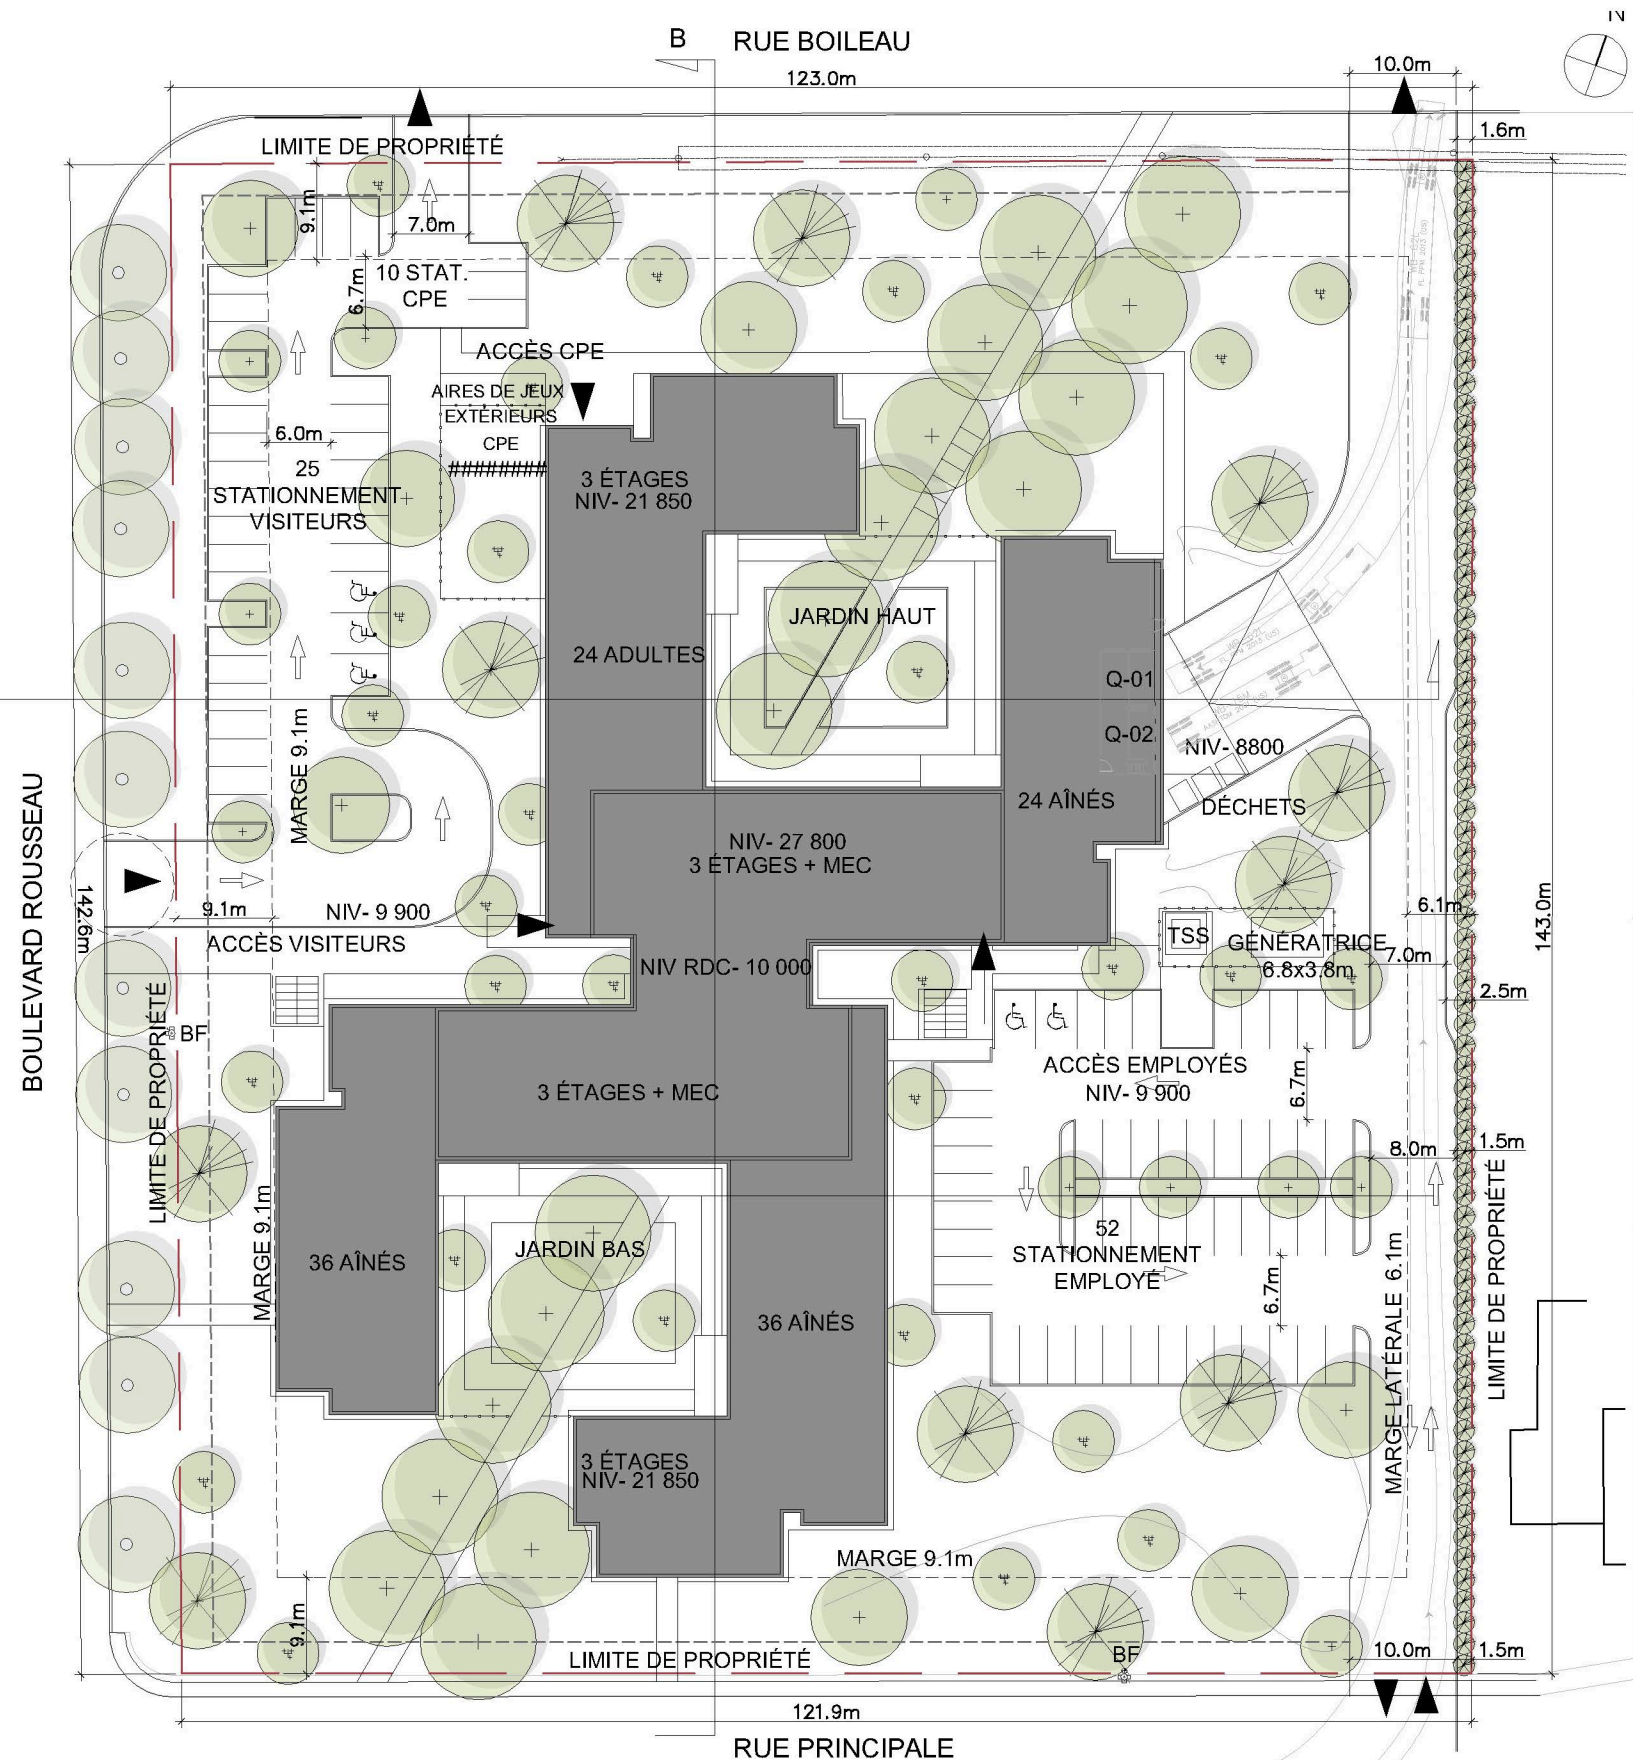 N
B
RUE BOILEAU
10.0m
123.0m
1.6m
LIMITE DE PROPRIÉTÉ
9.1m
7.0m
10 STAT.
CPE
6.7m
ACCÈS CPE
AIRES DE JEUX
EXTÉRIEURS
CPE
6.0m
25
STATIONNEMENT
VISITEURS
3 ÉTAGES
NIV- 21 850
JARDIN HAUT
24 ADULTES
Q-01
Q-02
NIV- 8800
MARGE 9.1m
24 AÎNÉS
DÉCHETS
NIV- 27 800
3 ÉTAGES + MEC
BOULEVARD ROUSSEAU
142.6m
9.1m
NIV- 9 900
ACCÈS VISITEURS
6.1m
143.0m
TSS
GÉNÉRATRICE
6.8x3.8m
7.0m
NIV RDC- 10 000
2.5m
LIMITE DE PROPRIÉTÉ
BF
ACCÈS EMPLOYÉS
NIV- 9 900
6.7m
3 ÉTAGES + MEC
8.0m
1.5m
LIMITE DE PROPRIÉTÉ
MARGE 9.1m
52
STATIONNEMENT
EMPLOYÉ
JARDIN BAS
36 AÎNÉS
6.7m
36 AÎNÉS
MARGE LATÉRALE 6.1m
3 ÉTAGES
NIV- 21 850
MARGE 9.1m
9.1m
LIMITE DE PROPRIÉTÉ
BF
10.0m
1.5m
121.9m
RUE PRINCIPALE